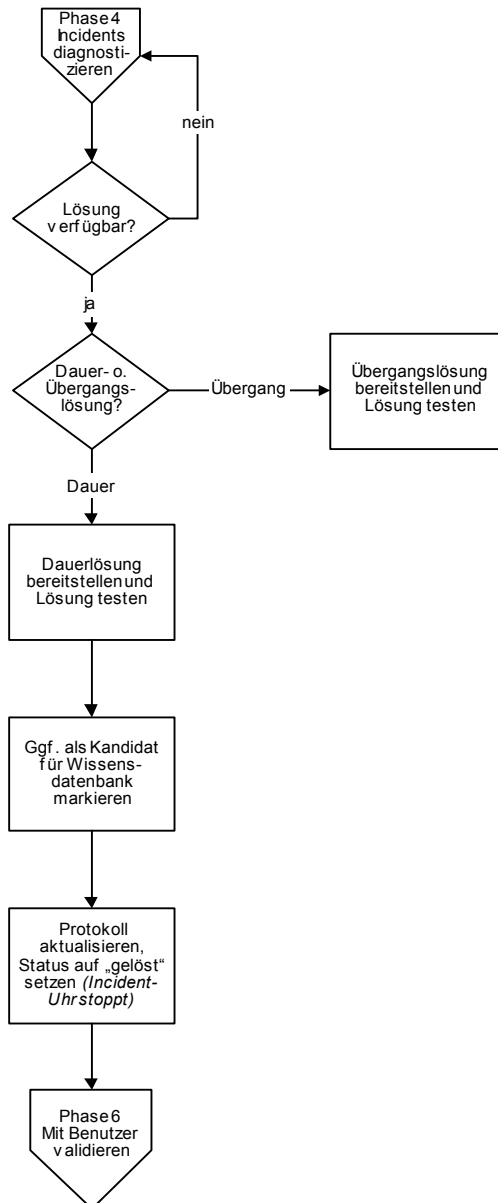 Phase 4
Incidents
diagnosti-
zieren
nein
Lösung
verfügbar?
ja
Dauer- o.
Übergangs-
lösung?
Übergang
Übergangslösung
bereitstellen und
Lösung testen
Dauer
Dauerlösung
bereitstellen und
Lösung testen
Ggf. als Kandidat
für Wissens-
datenbank
markieren
Protokoll
aktualisieren,
Status auf „gelöst“
setzen (Incident-
Uhr stoppt)
Phase 6
Mit Benutzer
validieren